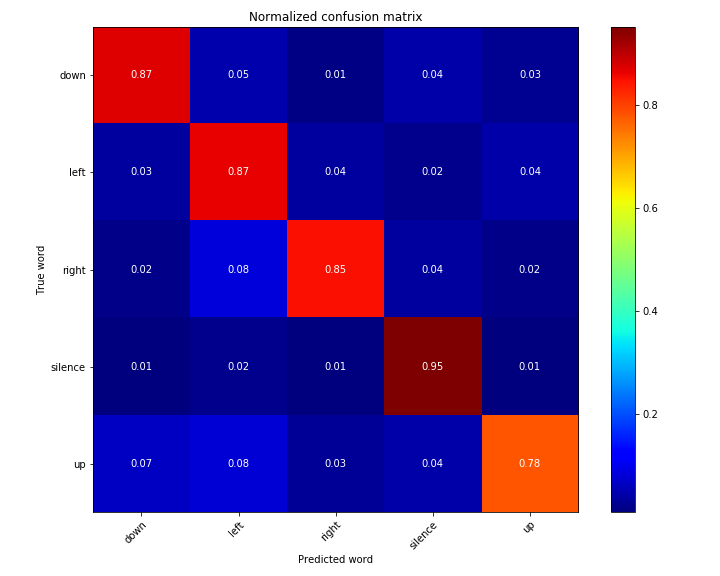 Normalized confusion matrix
down 0.87 0.05 0.01 0.04 0.03
left 0.03 0.87 0.04 0.02 0.04
right 0.02 0.08 0.85 0.04 0.02
silence 0.01 0.02 0.01 0.95 0.01
up 0.07 0.08 0.03 0.04 0.78
down left right silence up
Predicted word
True word
0.8
0.6
0.4
0.2